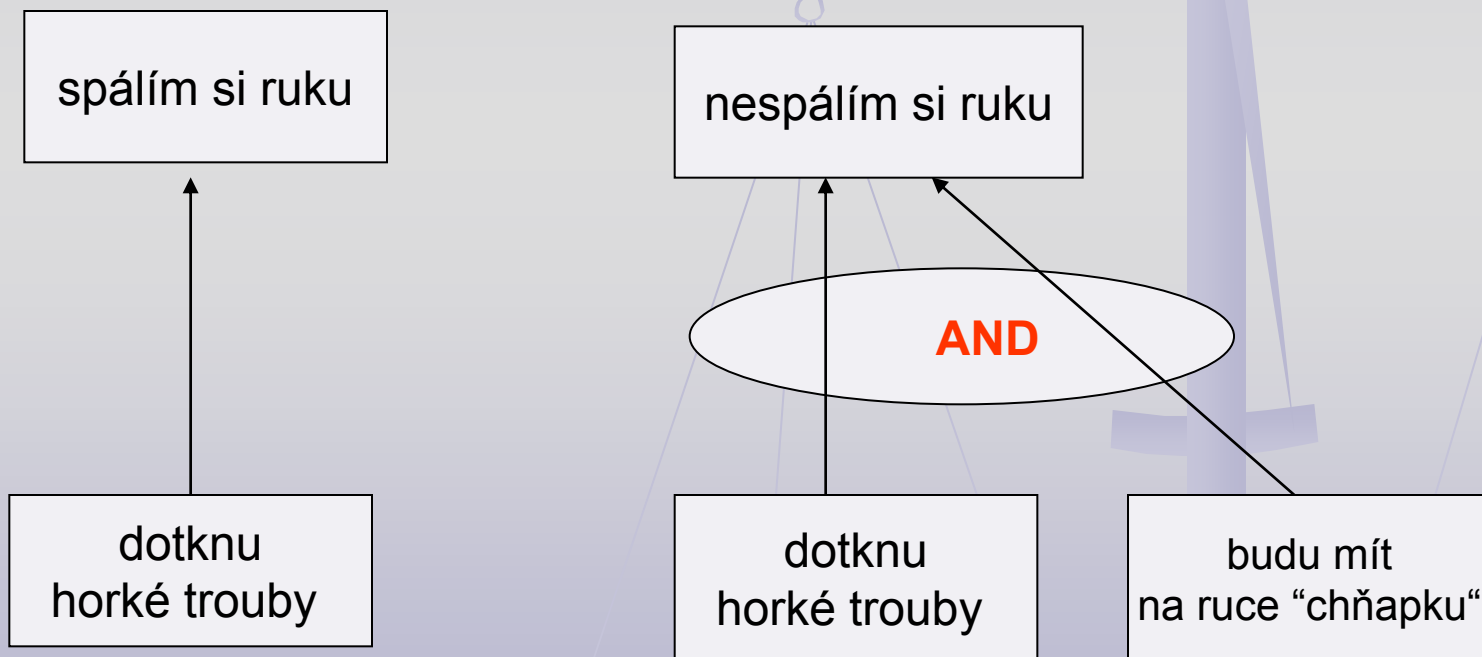 spálím si ruku
nespálím si ruku
AND
dotknu
horké trouby
dotknu
horké trouby
budu mít
na ruce “chňapku“